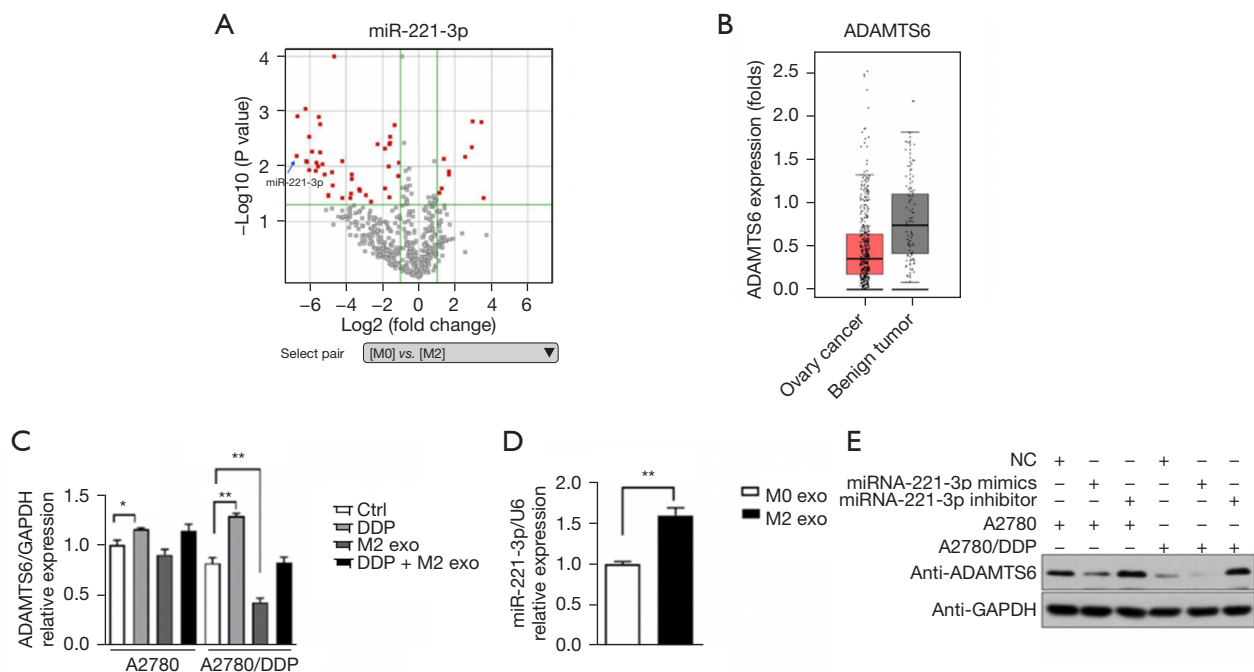 A
miR-221-3p
–Log10 (P value)
4
3
2
1
miR-221-3p
–6 –4 –2 0 2 4 6
Log2 (fold change)
Select pair [M0] vs. [M2]
B
ADAMTS6
ADAMTS6 expression (folds)
2.5
2.0
1.5
1.0
0.5
0.0
Ovary cancer
Benign tumor
C
ADAMTS6/GAPDH
relative expression
1.5
1.0
0.5
0.0
*
**
**
A2780 A2780/DDP
Ctrl
DDP
M2 exo
DDP + M2 exo
D
miR-221-3p/U6
relative expression
2.0
1.5
1.0
0.5
0.0
**
M0 exo
M2 exo
E
NC + – – + – –
miRNA-221-3p mimics – + – – + –
miRNA-221-3p inhibitor – – + – – +
A2780 + + + – – –
A2780/DDP – – – + + +
Anti-ADAMTS6
Anti-GAPDH